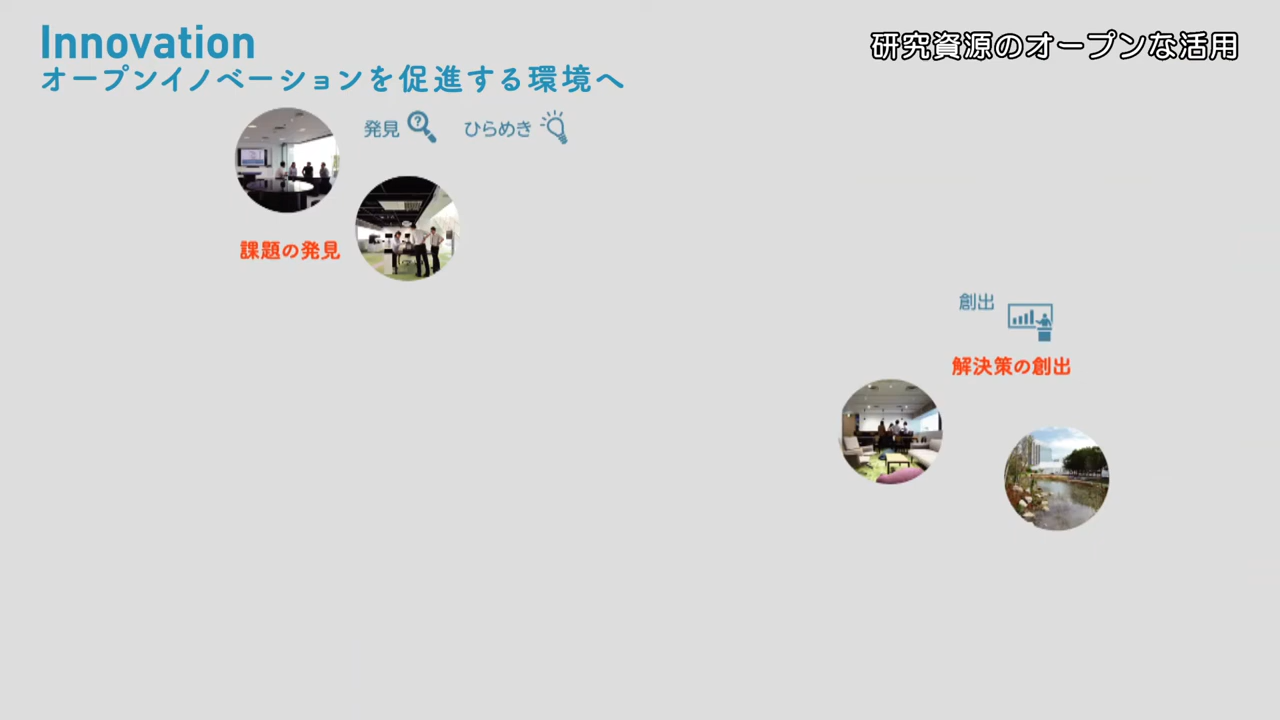 Innovation
オープンイノベーションを促進する環境へ
研究資源のオープンな活用
発見
ひらめき
課題の発見
創出
解決策の創出